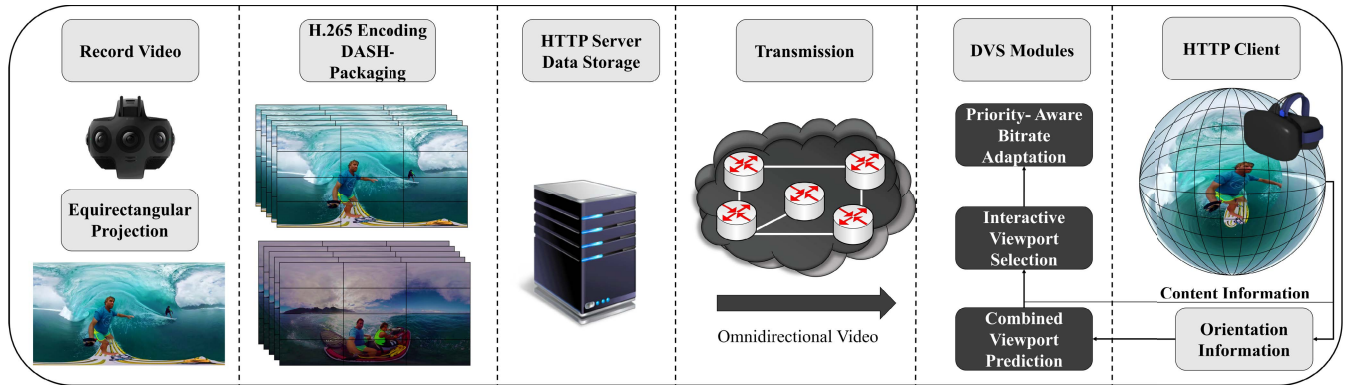 Record Video
Equirectangular
Projection
H.265 Encoding
DASH-
Packaging
HTTP Server
Data Storage
Transmission
Omnidirectional Video
DVS Modules
Priority- Aware
Bitrate
Adaptation
Interactive
Viewport
Selection
Combined
Viewport
Prediction
HTTP Client
Content Information
Orientation
Information